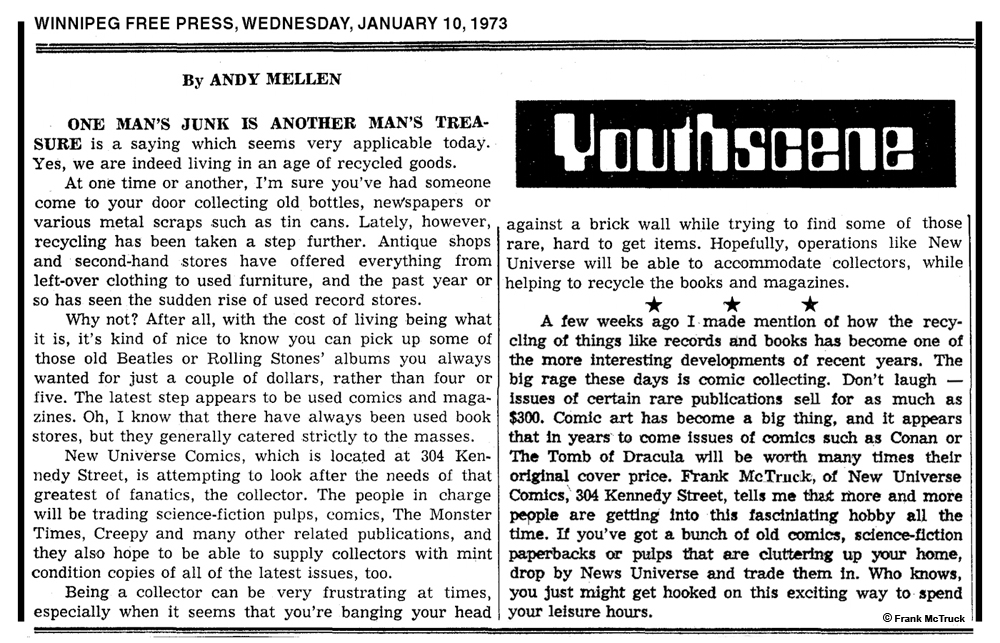 WINNIPEG FREE PRESS, WEDNESDAY, JANUARY 10, 1973
By ANDY MELLEN
ONE MAN'S JUNK IS ANOTHER MAN'S TREA-
SURE is a saying which seems very applicable today.
Yes, we are indeed living in an age of recycled goods.
At one time or another, I'm sure you've had someone
come to your door collecting old bottles, newspapers or
various metal scraps such as tin cans. Lately, however,
recycling has been taken a step further. Antique shops
and second-hand stores have offered everything from
left-over clothing to used furniture, and the past year or
so has seen the sudden rise of used record stores.
Why not? After all, with the cost of living being what
it is, it's kind of nice to know you can pick up some of
those old Beatles or Rolling Stones' albums you always
wanted for just a couple of dollars, rather than four or
five. The latest step appears to be used comics and maga-
zines. Oh, I know that there have always been used book
stores, but they generally catered strictly to the masses.
New Universe Comics, which is located at 304 Ken-
nedy Street, is attempting to look after the needs of that
greatest of fanatics, the collector. The people in charge
will be trading science-fiction pulps, comics, The Monster
Times, Creepy and many other related publications, and
they also hope to be able to supply collectors with mint
condition copies of all of the latest issues, too.
Being a collector can be very frustrating at times,
especially when it seems that you're banging your head
Youthscene
against a brick wall while trying to find some of those
rare, hard to get items. Hopefully, operations like New
Universe will be able to accommodate collectors, while
helping to recycle the books and magazines.
★ ★ ★
A few weeks ago I made mention of how the recy-
cling of things like records and books has become one of
the more interesting developments of recent years. The
big rage these days is comic collecting. Don't laugh —
issues of certain rare publications sell for as much as
$300. Comic art has become a big thing, and it appears
that in years to come issues of comics such as Conan or
The Tomb of Dracula will be worth many times their
original cover price. Frank McTruck, of New Universe
Comics, 304 Kennedy Street, tells me that more and more
people are getting into this fasciniating hobby all the
time. If you've got a bunch of old comics, science-fiction
paperbacks or pulps that are cluttering up your home,
drop by News Universe and trade them in. Who knows,
you just might get hooked on this exciting way to spend
your leisure hours.
© Frank McTruck